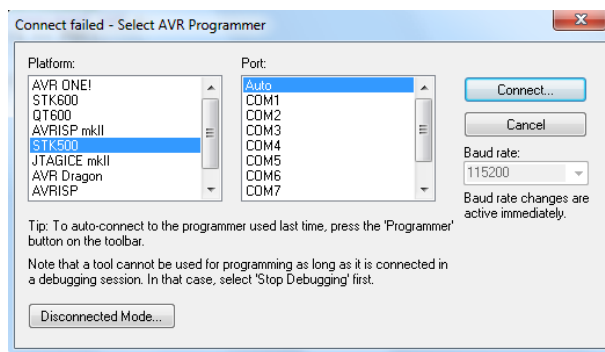 Connect failed - Select AVR Programmer
Platform:
AVR ONE!
STK600
QT600
AVRISP mkII
STK500
JTAGICE mkII
AVR Dragon
AVRISP
Port:
Auto
COM1
COM2
COM3
COM4
COM5
COM6
COM7
Connect...
Cancel
Baud rate:
115200
Baud rate changes are
active immediately.
Tip: To auto-connect to the programmer used last time, press the 'Programmer'
button on the toolbar.
Note that a tool cannot be used for programming as long as it is connected in
a debugging session. In that case, select 'Stop Debugging' first.
Disconnected Mode...